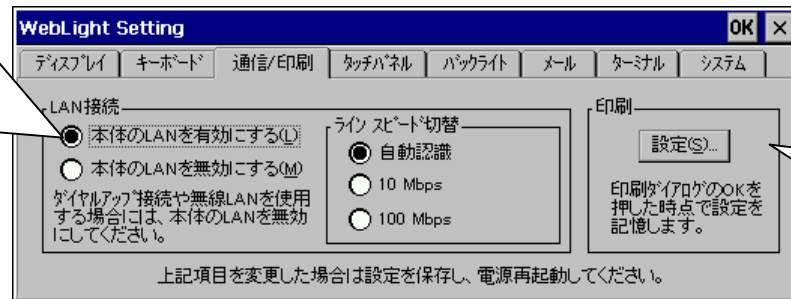 WebLight Setting OK ×
ディスプレイ キーボード 通信/印刷 タッチパネル バックライト メール ターミナル システム
LAN接続
本体のLANを有効にする(L)
本体のLANを無効にする(M)
ダイヤルアップ接続や無線LANを使用
する場合には、本体のLANを無効
にしてください。
ライン スピード切替
自動認識
10 Mbps
100 Mbps
印刷
設定(S)...
印刷ダイアログのOKを
押した時点で設定を
記憶します。
上記項目を変更した場合は設定を保存し、電源再起動してください。